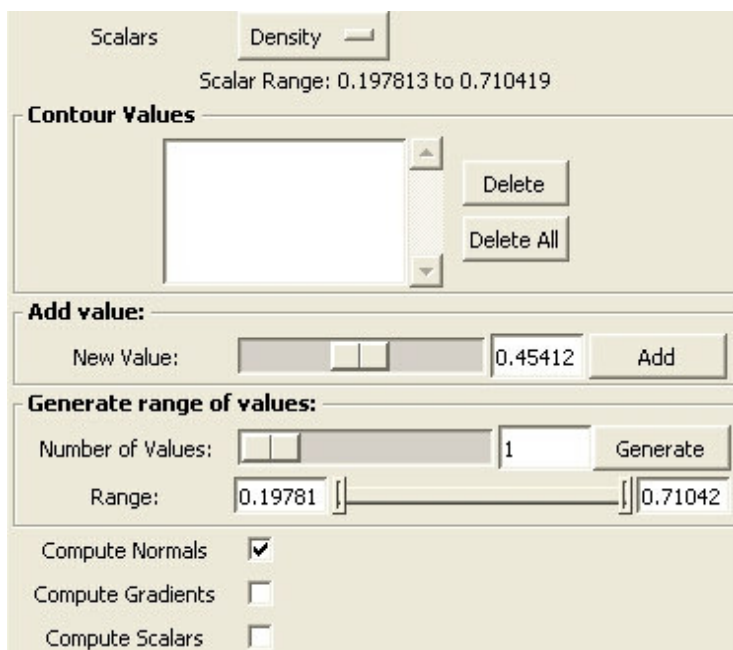 Scalars Density
Scalar Range: 0.197813 to 0.710419
Contour Values
Delete
Delete All
Add value:
New Value: 0.45412 Add
Generate range of values:
Number of Values: 1 Generate
Range: 0.19781 0.71042
Compute Normals
Compute Gradients
Compute Scalars